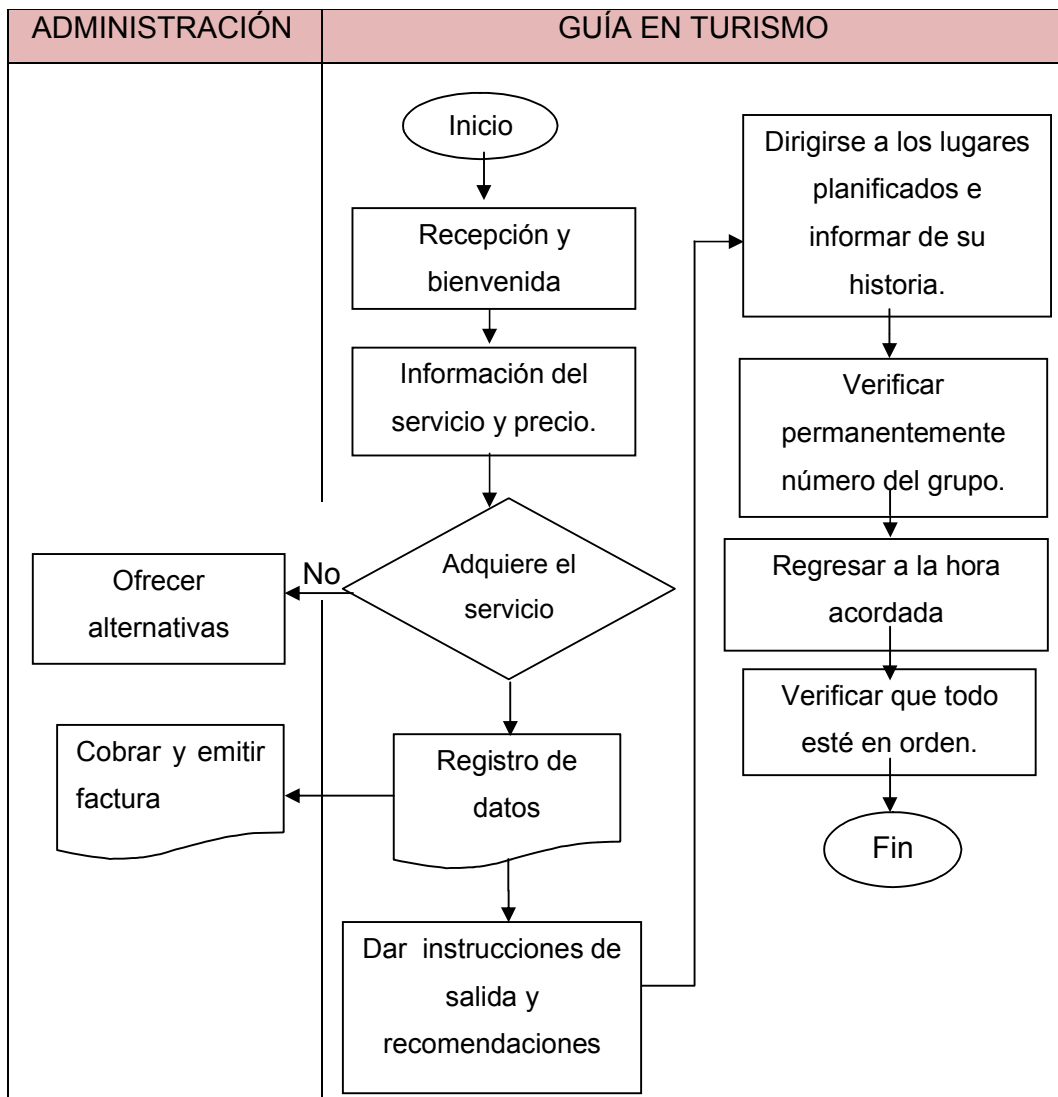 ADMINISTRACIÓN
GUÍA EN TURISMO
Inicio
Recepción y
bienvenida
Información del
servicio y precio.
Adquiere el
servicio
No
Ofrecer
alternativas
Registro de
datos
Cobrar y emitir
factura
Dar instrucciones de
salida y
recomendaciones
Dirigirse a los lugares
planificados e
informar de su
historia.
Verificar
permanentemente
número del grupo.
Regresar a la hora
acordada
Verificar que todo
esté en orden.
Fin